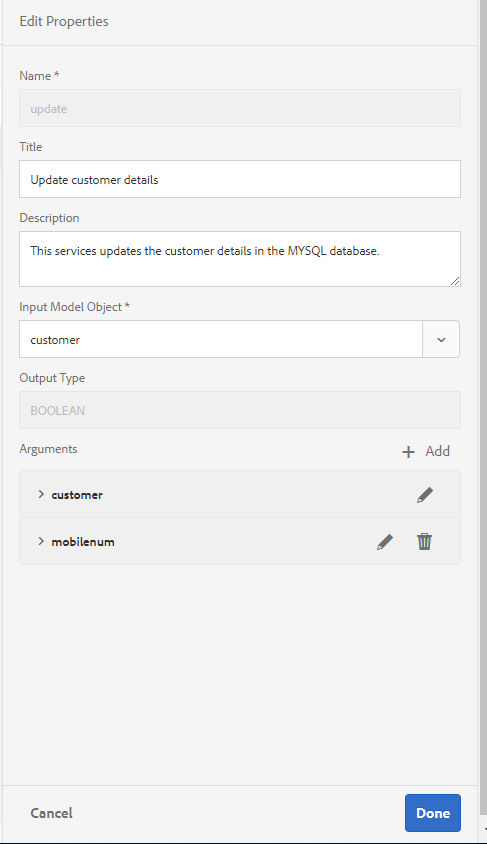 Edit Properties
Name *
update
Title
Update customer details
Description
This services updates the customer details in the MYSQL database.
Input Model Object *
customer
Output Type
BOOLEAN
Arguments
+ Add
customer
mobilenum
Cancel
Done